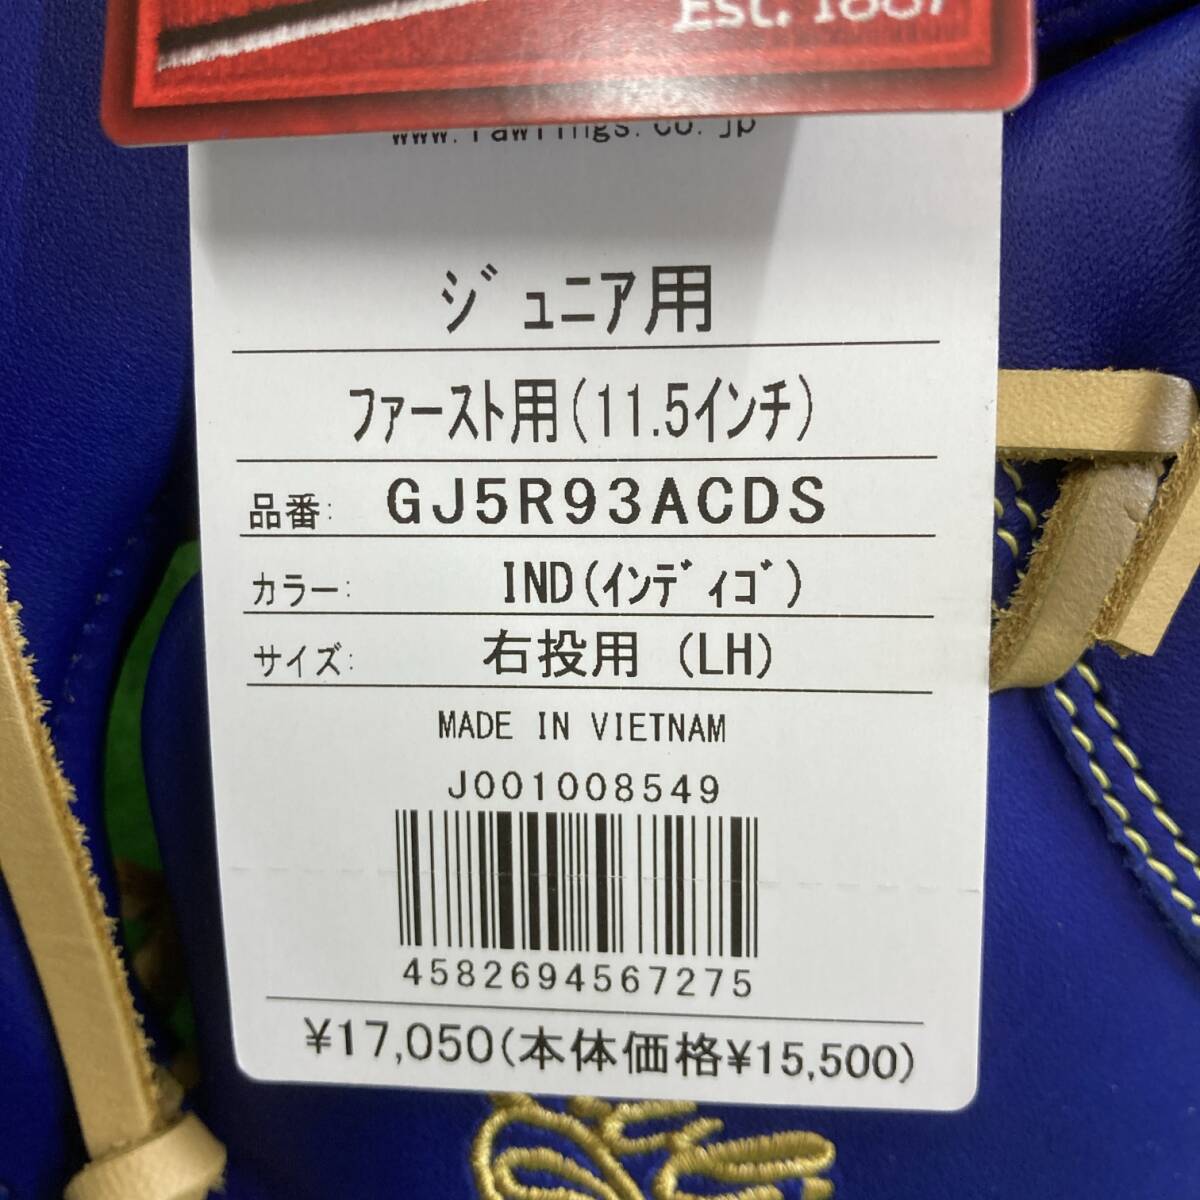 Est. 1887
www.rawlings.co.jp
ジュニア用
ファースト用(11.5インチ)
品番: GJ5R93ACDS
カラー: IND(インディゴ)
サイズ: 右投用 (LH)
MADE IN VIETNAM
J001008549
4582694567275
¥17,050(本体価格¥15,500)